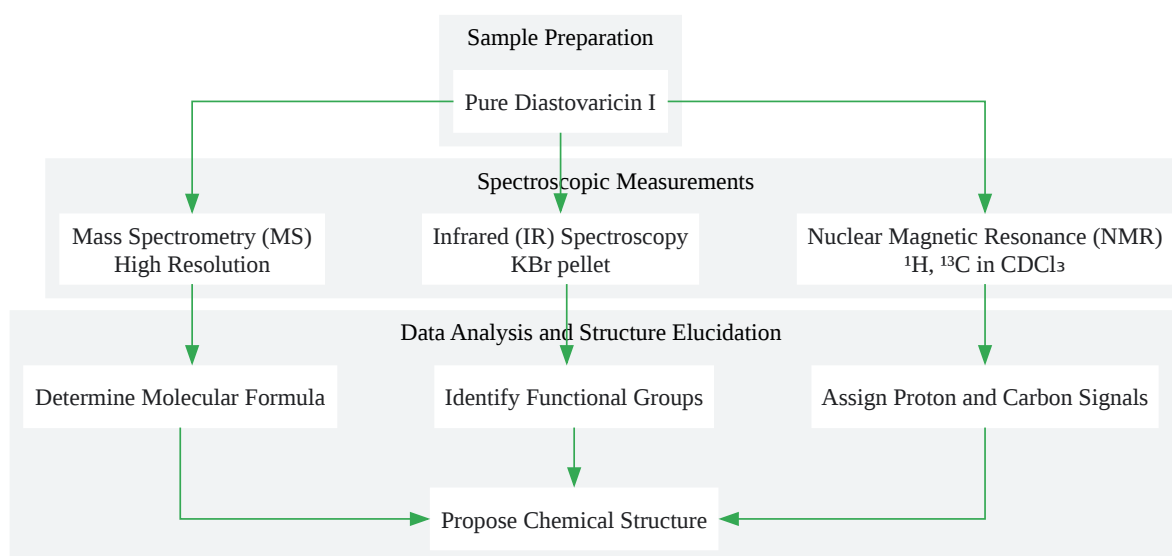 Sample Preparation
Pure Diastovaricin I
Spectroscopic Measurements
Mass Spectrometry (MS)
High Resolution
Infrared (IR) Spectroscopy
KBr pellet
Nuclear Magnetic Resonance (NMR)
¹H, ¹³C in CDCl₃
Data Analysis and Structure Elucidation
Determine Molecular Formula
Identify Functional Groups
Assign Proton and Carbon Signals
Propose Chemical Structure